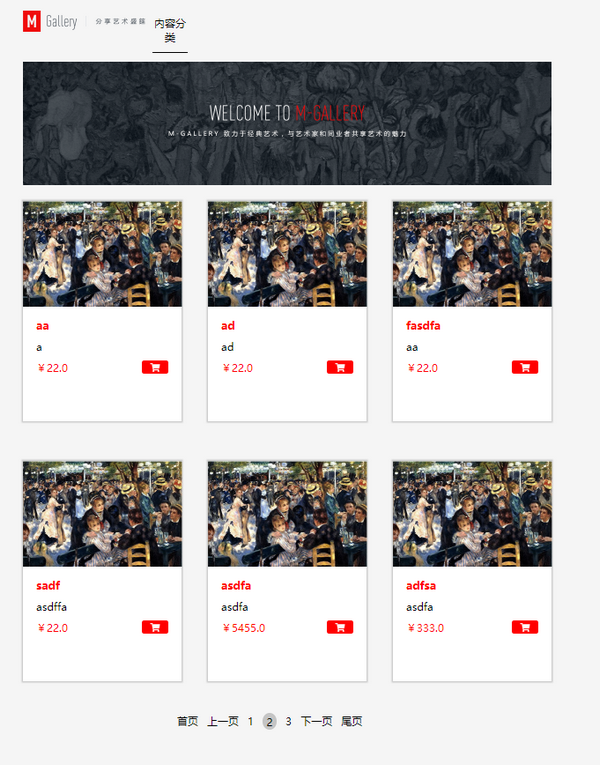 M Gallery 分享艺术盛宴
内容分
类
WELCOME TO M-GALLERY
M-GALLERY 致力于经典艺术，与艺术家和同业者共享艺术的魅力
aa
a
￥22.0
ad
ad
￥22.0
fasdfa
aa
￥22.0
sadf
asdffa
￥22.0
asdfa
asdfa
￥5455.0
adfsa
asdfa
￥333.0
首页 上一页 1 2 3 下一页 尾页